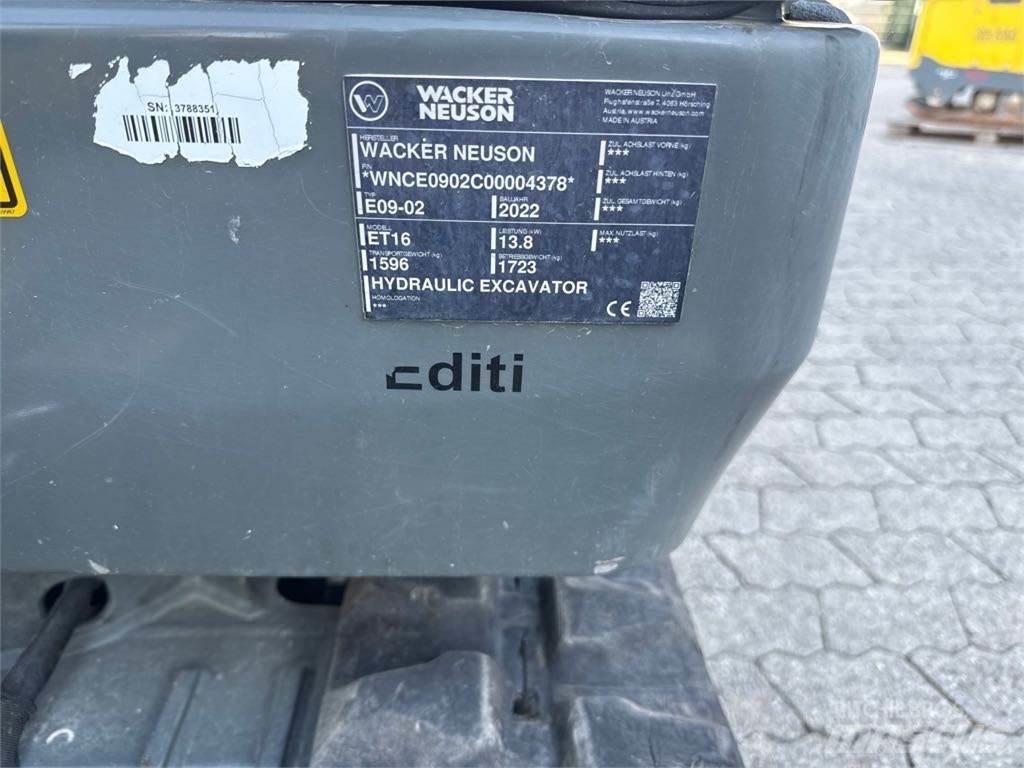 SN: 3788351
WACKER
NEUSON
WACKER NEUSON Linz GmbH
Flughafenstraße 7, 4063 Hörsching
Austria, www.wackerneuson.com
MADE IN AUSTRIA
HERSTELLER
WACKER NEUSON
PIN
*WNCE0902C00004378*
TYP
E09-02
BAUJAHR
2022
MODELL
ET16
LEISTUNG (kW)
13.8
TRANSPORTGEWICHT (kg)
1596
BETRIEBSGEWICHT (kg)
1723
ZUL. ACHSLAST VORNE (kg)
***
ZUL. ACHSLAST HINTEN (kg)
***
ZUL. GESAMTGEWICHT (kg)
***
MAX. NUTZLAST (kg)
***
HYDRAULIC EXCAVATOR
HOMOLOGATION
***
CE
diti